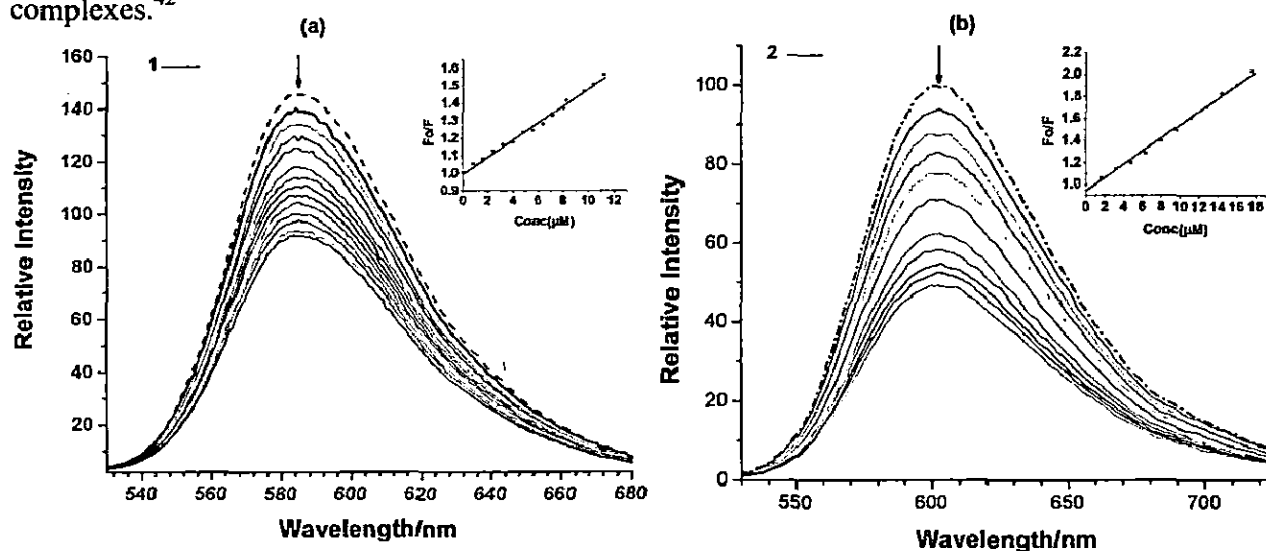 complexes.42
(a)
1
Relative Intensity
160
140
120
100
80
60
40
20
540 560 580 600 620 640 660 680
Wavelength/nm
Fo/F
1.6
1.5
1.4
1.3
1.2
1.1
1.0
0.9
0 2 4 6 8 10 12
Conc(µM)
(b)
2
Relative Intensity
100
80
60
40
20
0
550 600 650 700
Wavelength/nm
Fo/F
2.2
2.0
1.8
1.6
1.4
1.2
1.0
0 2 4 6 8 10 12 14 16 18
Conc(µM)